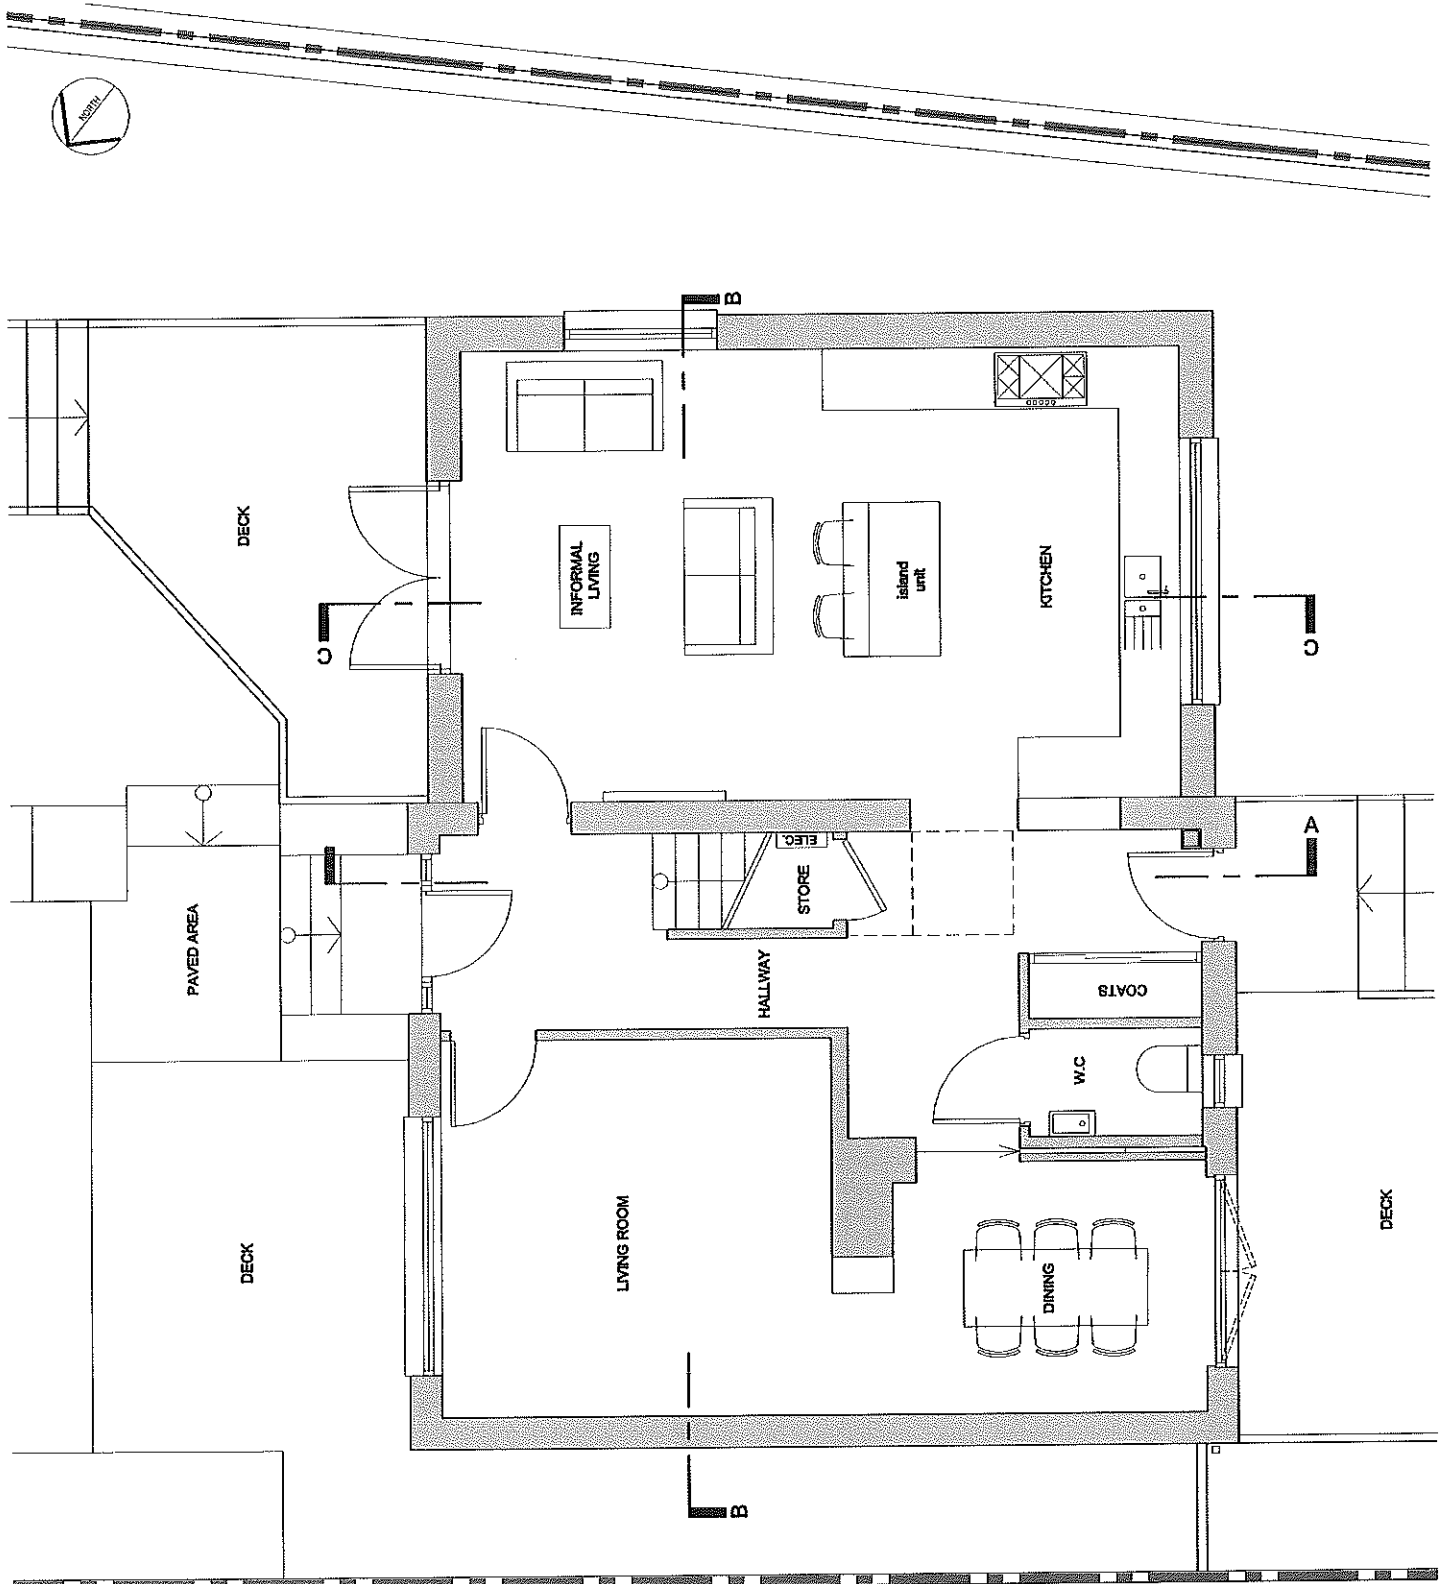 NORTH
B
DECK
INFORMAL
LIVING
island
unit
KITCHEN
C
C
A
ELEC.
STORE
PAVED AREA
HALLWAY
COATS
W.C
DECK
LIVING ROOM
DINING
DECK
B